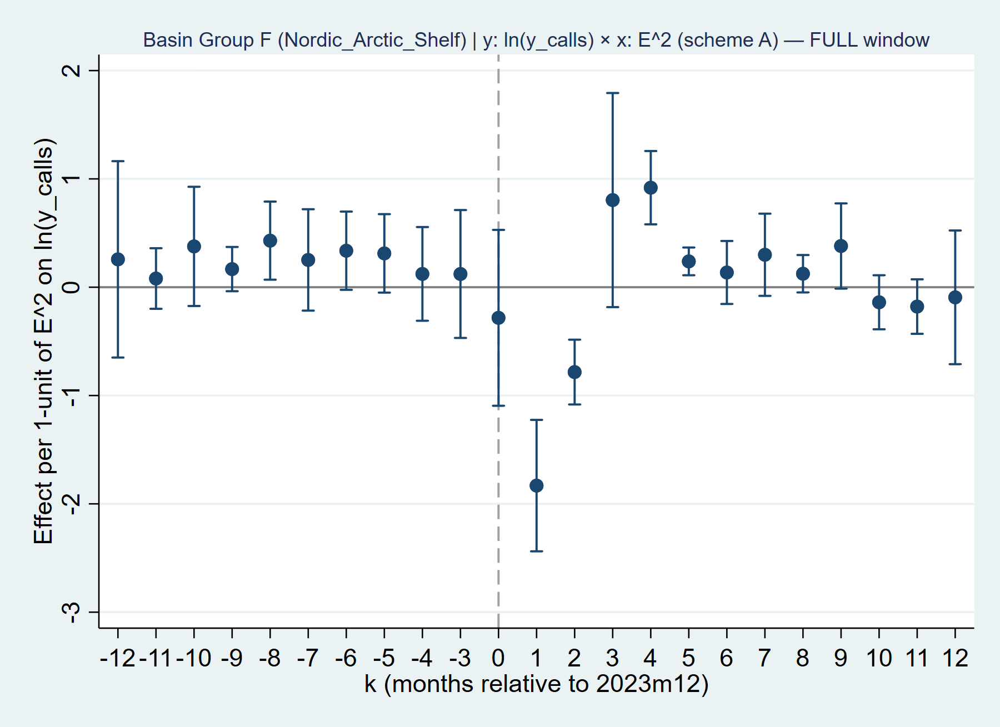 Basin Group F (Nordic_Arctic_Shelf) | y: ln(y_calls) × x: E^2 (scheme A) — FULL window
Effect per 1-unit of E^2 on ln(y_calls)
2
1
0
-1
-2
-3
-12 -11 -10 -9 -8 -7 -6 -5 -4 -3 0 1 2 3 4 5 6 7 8 9 10 11 12
k (months relative to 2023m12)